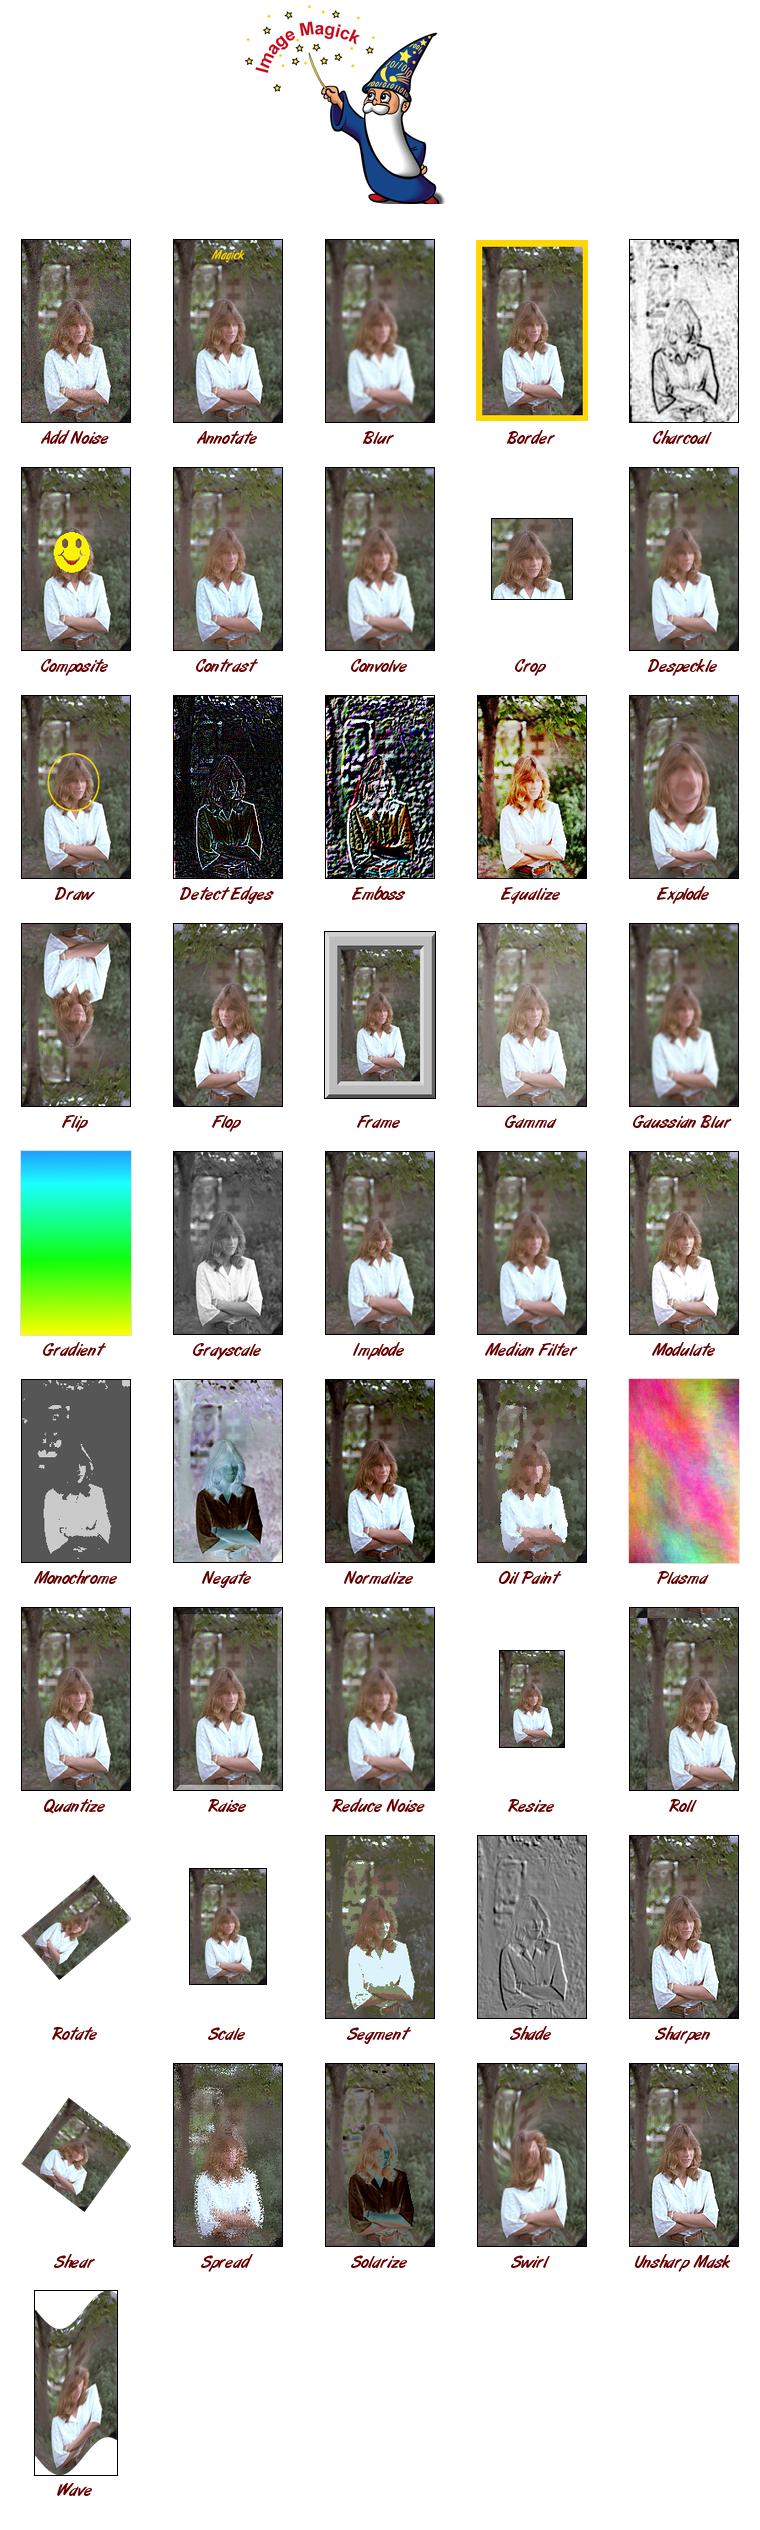 Image Magick
Magick
Add Noise Annotate Blur Border Charcoal
Composite Contrast Convolve Crop Despeckle
Draw Detect Edges Emboss Equalize Explode
Flip Flop Frame Gamma Gaussian Blur
Gradient Grayscale Implode Median Filter Modulate
Monochrome Negate Normalize Oil Paint Plasma
Quantize Raise Reduce Noise Resize Roll
Rotate Scale Segment Shade Sharpen
Shear Spread Solarize Swirl Unsharp Mask
Wave